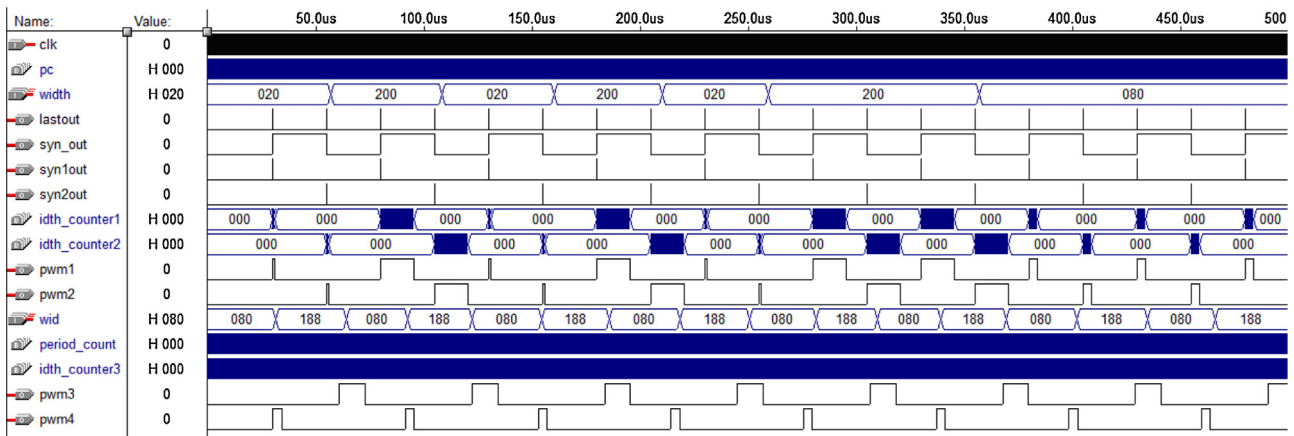 Name: Value: 50.0us 100.0us 150.0us 200.0us 250.0us 300.0us 350.0us 400.0us 450.0us 500
clk 0
pc H 000
width H 020 020 200 020 200 020 200 080
lastout 0
syn_out 0
syn1out 0
syn2out 0
idth_counter1 H 000 000 000 000 000 000 000 000 000 000 000 000 000
idth_counter2 H 000 000 000 000 000 000 000 000 000 000 000 000
pwm1 0
pwm2 0
wid H 080 080 188 080 188 080 188 080 188 080 188 080 188 080 188 080 188
period_count H 000
idth_counter3 H 000
pwm3 0
pwm4 0